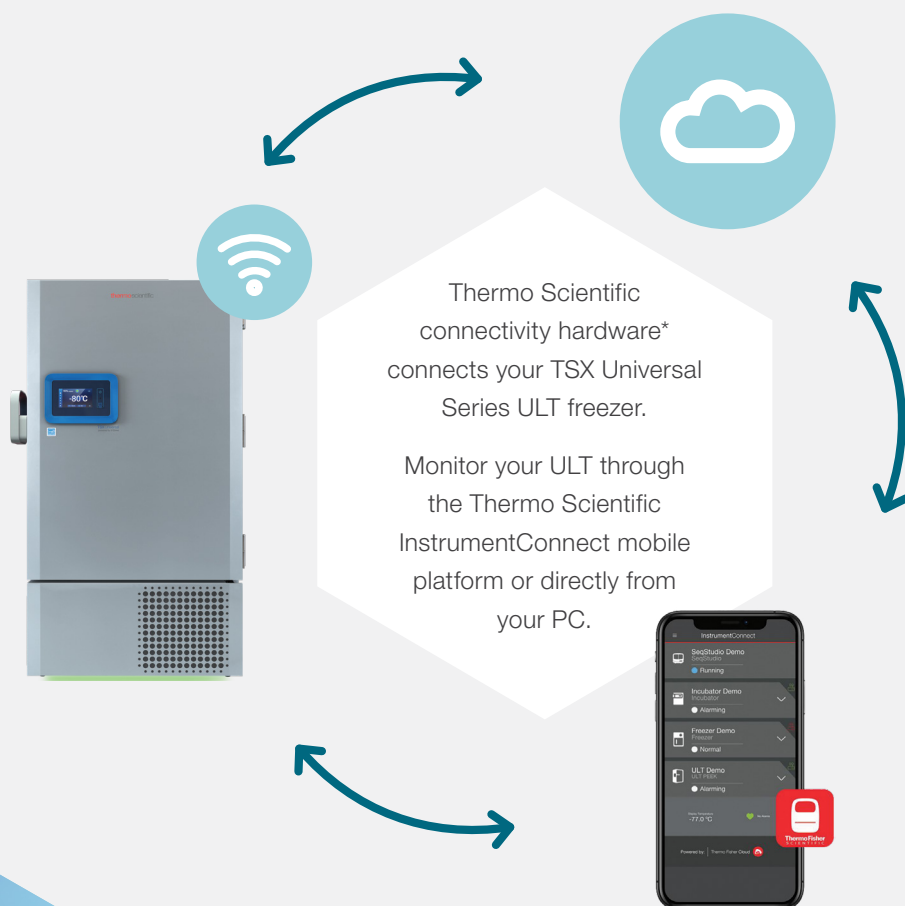 Thermo Scientific
connectivity hardware*
connects your TSX Universal
Series ULT freezer.
Monitor your ULT through
the Thermo Scientific
InstrumentConnect mobile
platform or directly from
your PC.
thermoscientific
-80°C
InstrumentConnect
SeqStudio Demo
SeqStudio
Running
Incubator Demo
Incubator
Alarming
Freezer Demo
Freezer
Normal
ULT Demo
ULT PEEK
Alarming
-77.0 °C
Powered by: Thermo Fisher Cloud
ThermoFisher
SCIENTIFIC